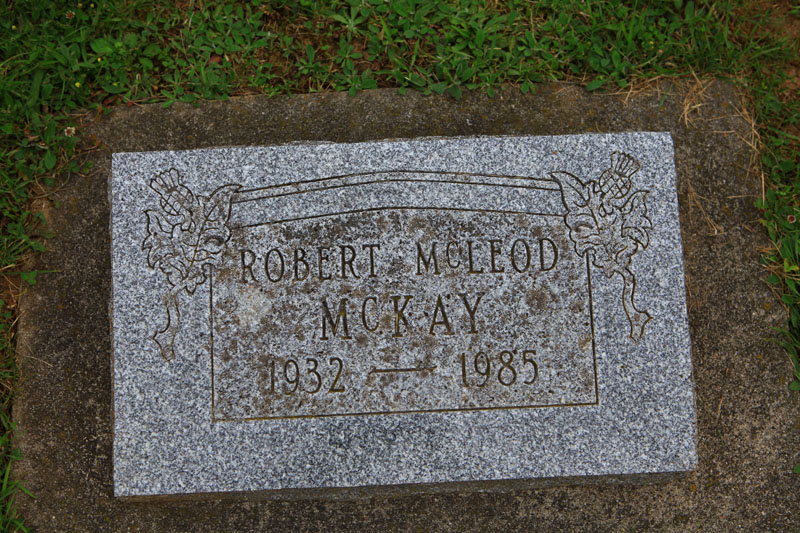 ROBERT McLEOD
McKAY
1932 — 1985